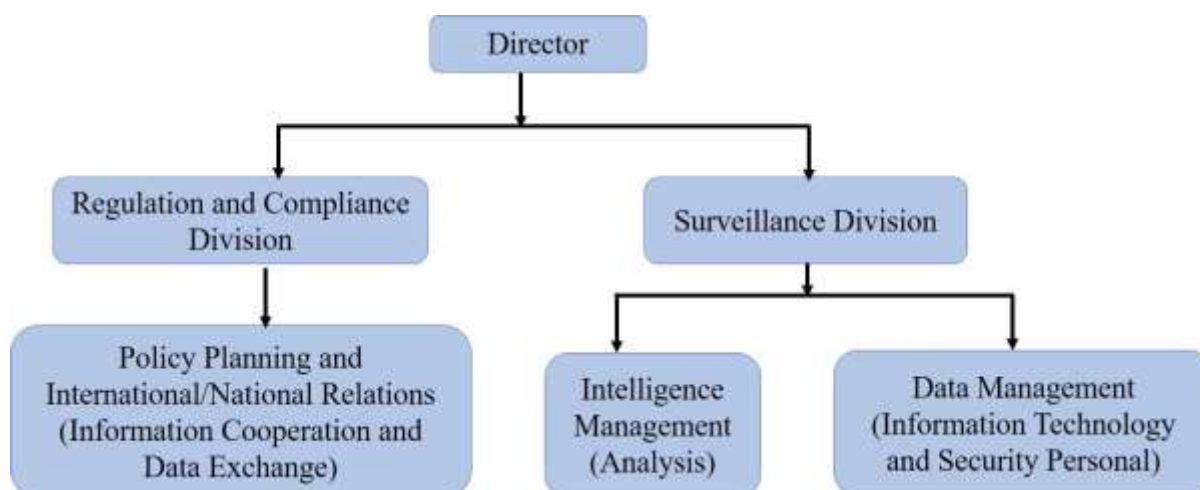 Director
Regulation and Compliance
Division
Surveillance Division
Policy Planning and
International/National Relations
(Information Cooperation and
Data Exchange)
Intelligence
Management
(Analysis)
Data Management
(Information Technology
and Security Personal)